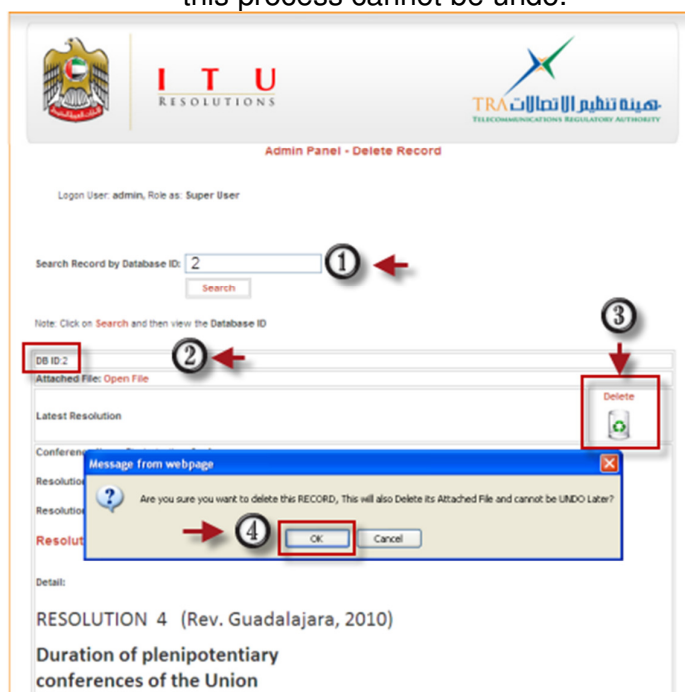 this process cannot be undo.
I T U
RESOLUTIONS
TRA هيئة تنظيم الاتصالات
TELECOMMUNICATIONS REGULATORY AUTHORITY
Admin Panel - Delete Record
Logon User: admin, Role as: Super User
Search Record by Database ID: 2
1
Search
Note: Click on Search and then view the Database ID
3
DB ID:2
2
Attached File: Open File
Delete
Latest Resolution
Message from webpage
Are you sure you want to delete this RECORD, This will also Delete its Attached File and cannot be UNDO Later?
4
OK
Cancel
Detail:
RESOLUTION 4 (Rev. Guadalajara, 2010)
Duration of plenipotentiary
conferences of the Union